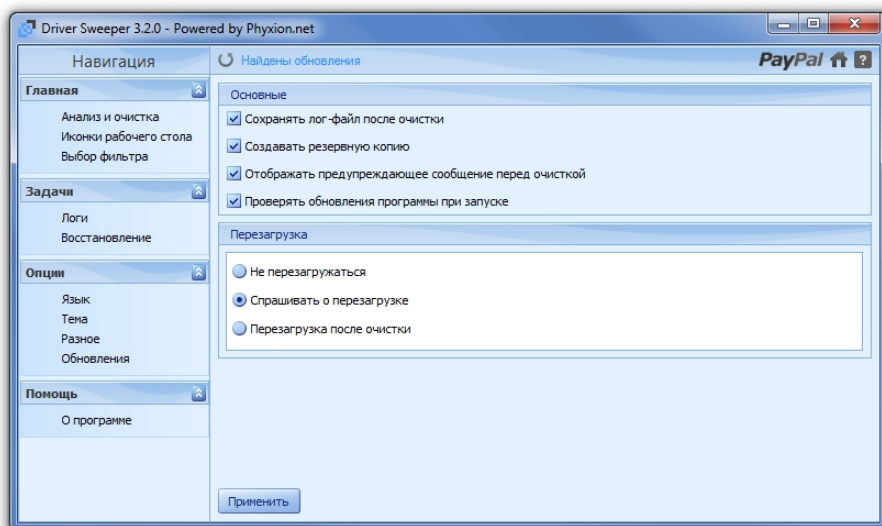 Driver Sweeper 3.2.0 - Powered by Phyxion.net
Навигация
Найдены обновления
PayPal
Главная
Анализ и очистка
Иконки рабочего стола
Выбор фильтра
Задачи
Логи
Восстановление
Опции
Язык
Тема
Разное
Обновления
Помощь
О программе
Основные
Сохранять лог-файл после очистки
Создавать резервную копию
Отображать предупреждающее сообщение перед очисткой
Проверять обновления программы при запуске
Перезагрузка
Не перезагружаться
Спрашивать о перезагрузке
Перезагрузка после очистки
Применить